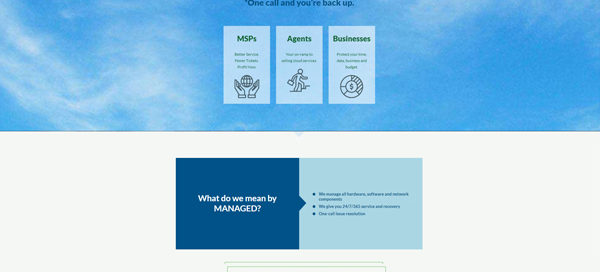 "One call and you're back up.
MSPs
Better Service.
Fewer Tickets.
Profit from
Agents
Your on-ramp to
selling cloud services
Businesses
Protect your time,
data, business and
budget.
What do we mean by
MANAGED?
We manage all hardware, software and network
components
We give you 24/7/365 service and recovery
One-call issue resolution